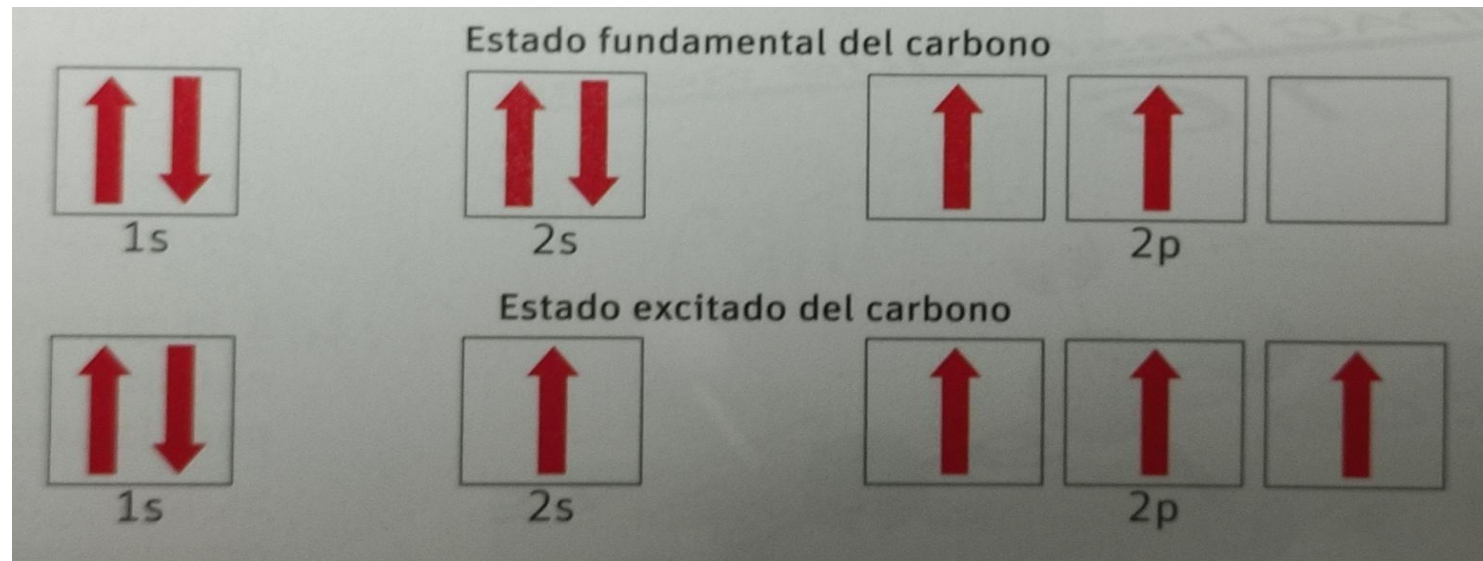 Estado fundamental del carbono
1s
2s
2p
Estado excitado del carbono
1s
2s
2p